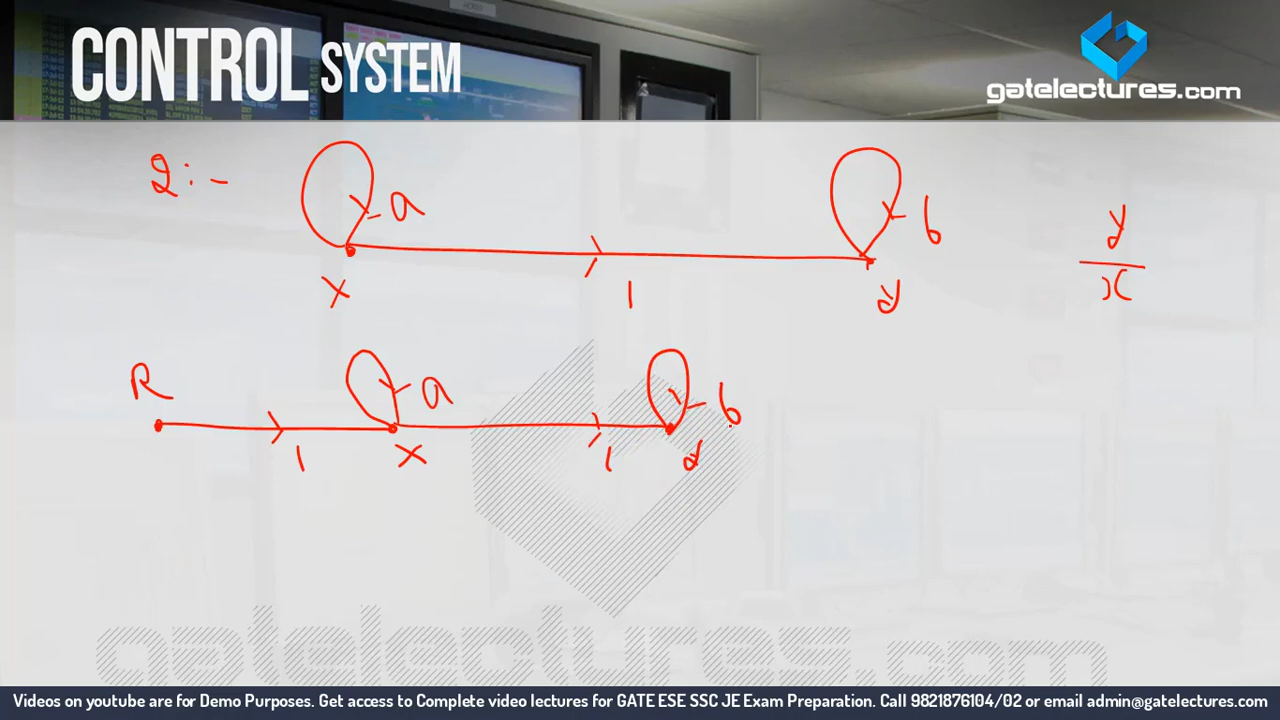 CONTROL SYSTEM
gatelectures.com
2:-
a
b
x
1
y
y
x
R
a
b
1
x
1
y
gatelectures.com
Videos on youtube are for Demo Purposes. Get access to Complete video lectures for GATE ESE SSC JE Exam Preparation. Call 9821876104/02 or email admin@gatelectures.com